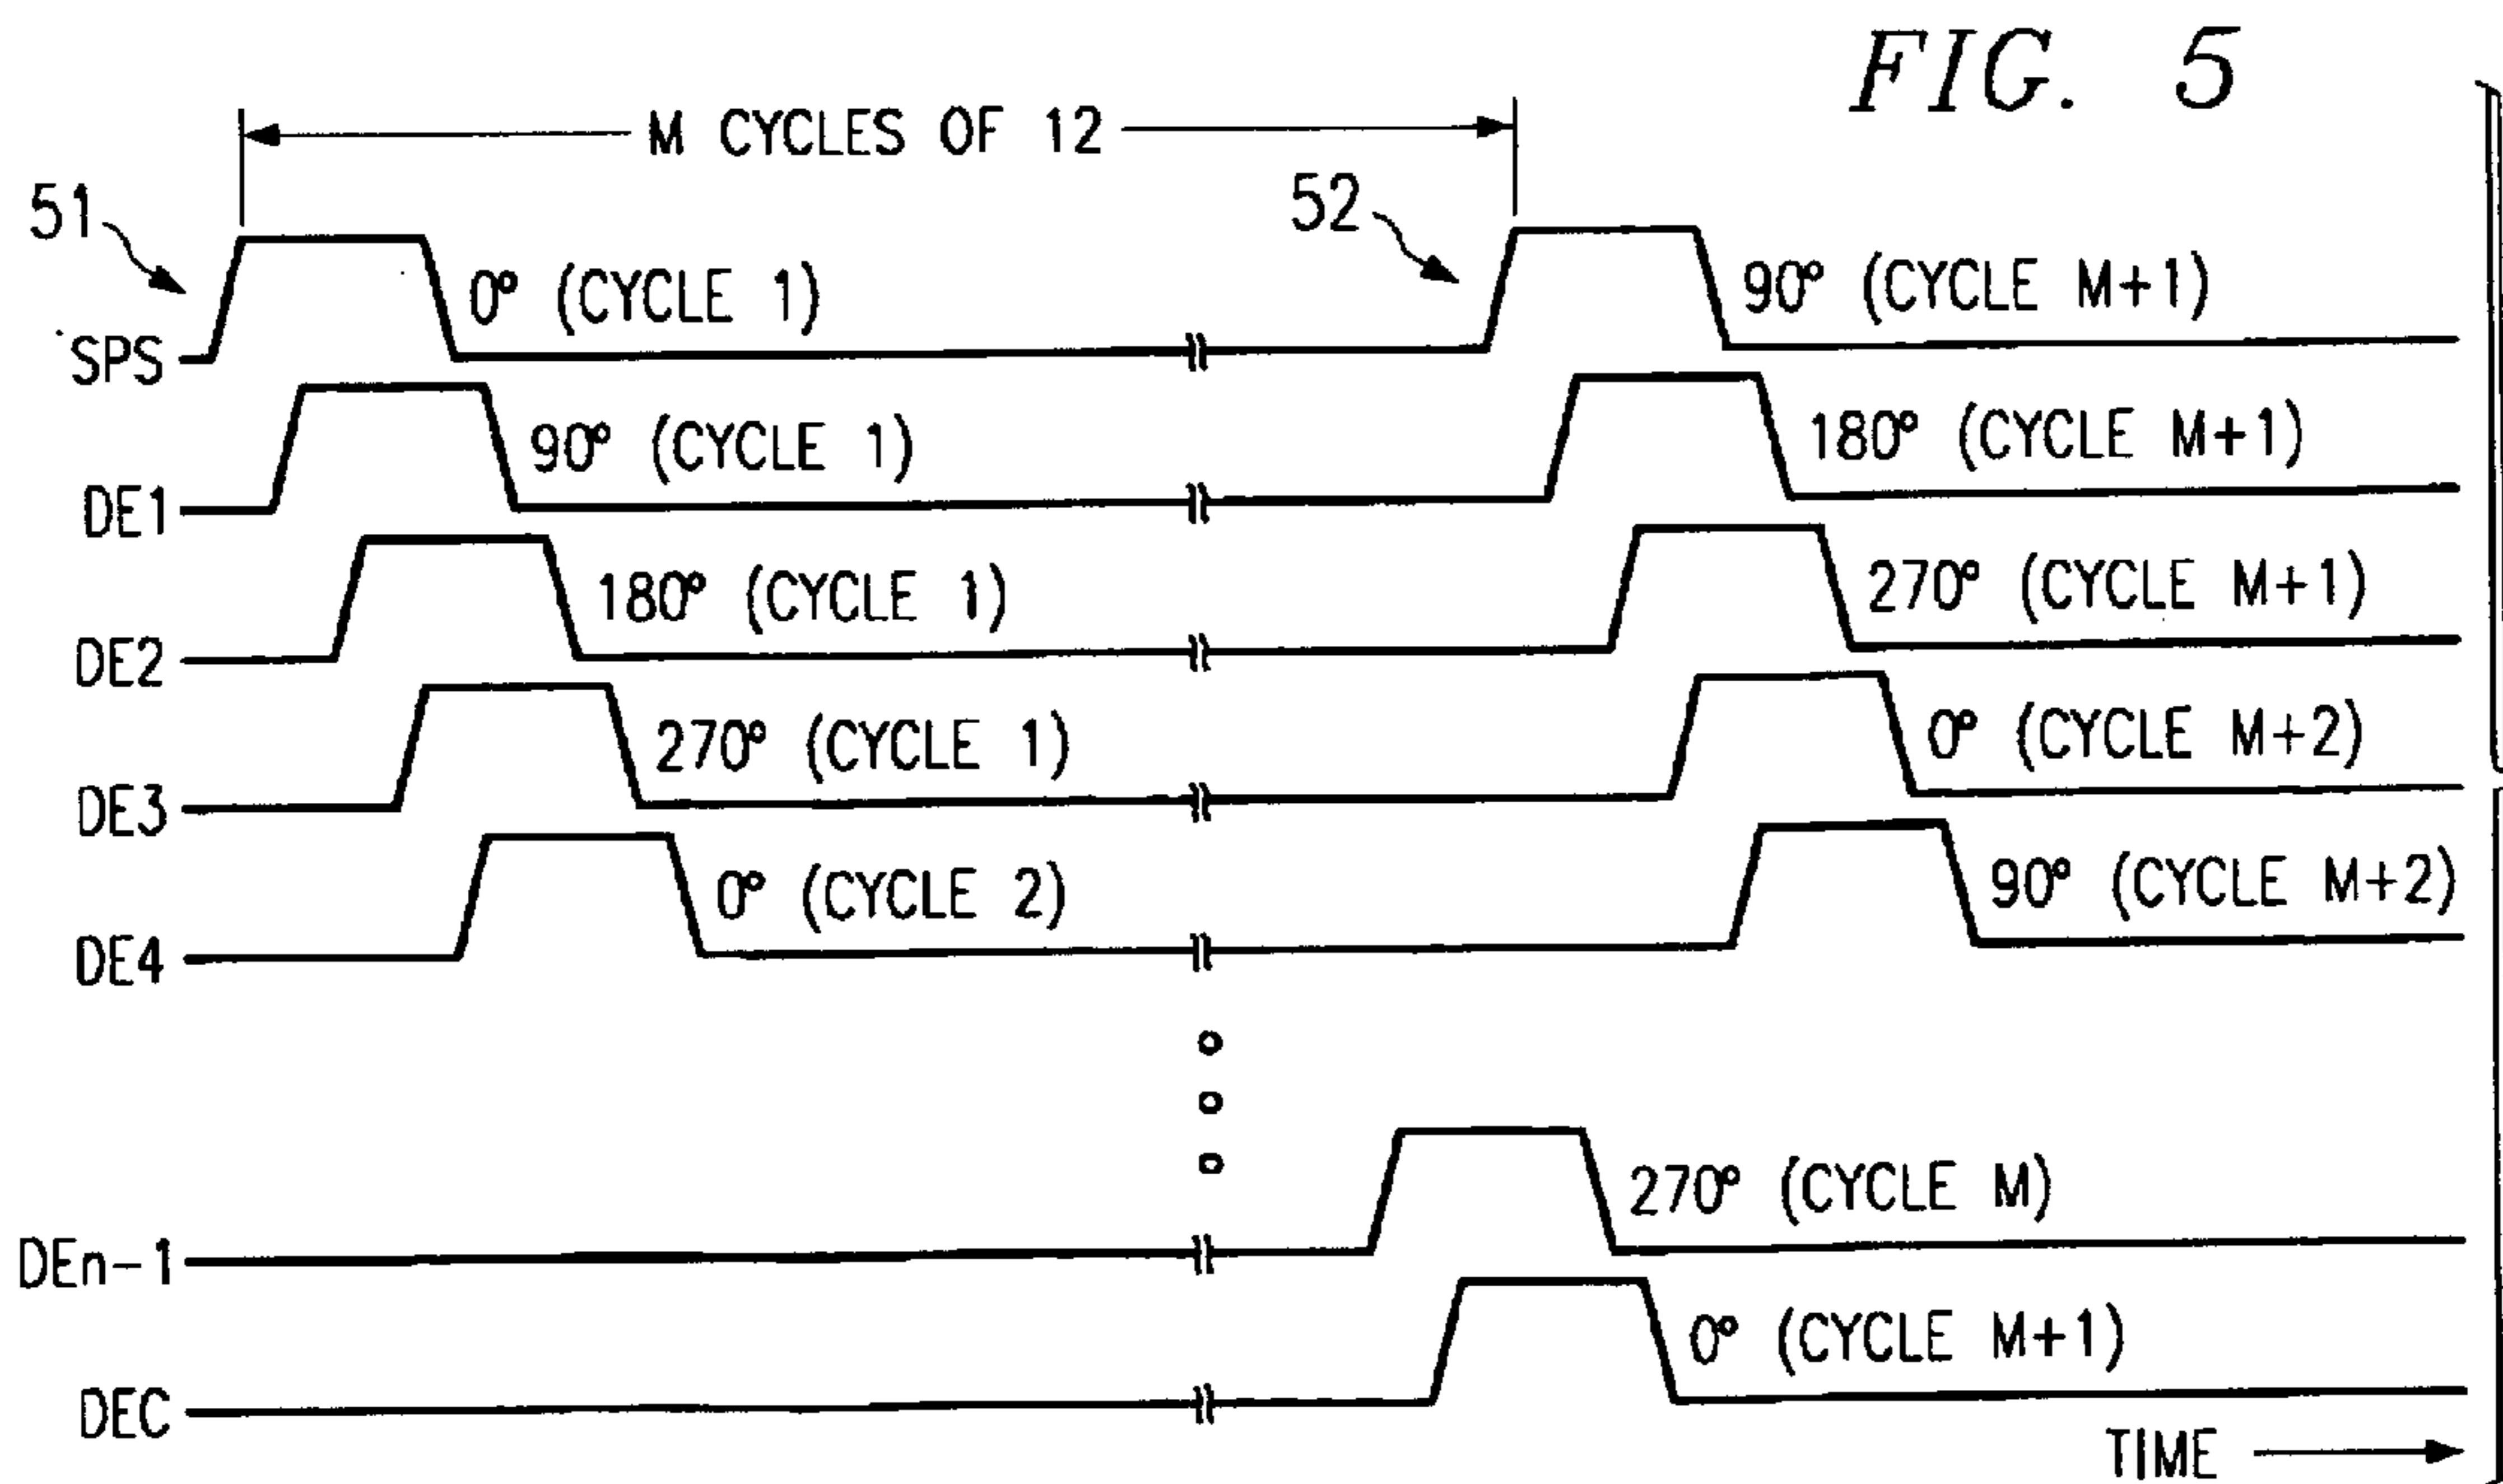 FIG. 5
M CYCLES OF 12
51
52
0° (CYCLE 1)
90° (CYCLE M+1)
SPS
90° (CYCLE 1)
180° (CYCLE M+1)
DE1
180° (CYCLE 1)
270° (CYCLE M+1)
DE2
270° (CYCLE 1)
0° (CYCLE M+2)
DE3
0° (CYCLE 2)
90° (CYCLE M+2)
DE4
270° (CYCLE M)
DEn-1
0° (CYCLE M+1)
DEC
TIME